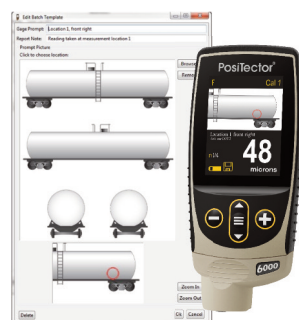 Edit Batch Template
Gage Prompt: Location 1, front right
Report Note: Reading taken at measurement location 1
Prompt Picture
Click to choose location:
Browse
Remo
Zoom In
Zoom Out
Delete
Ok Cancel
PosiTector®
F Cal 1
Location 1, front right
n 1/6
48
microns
6000